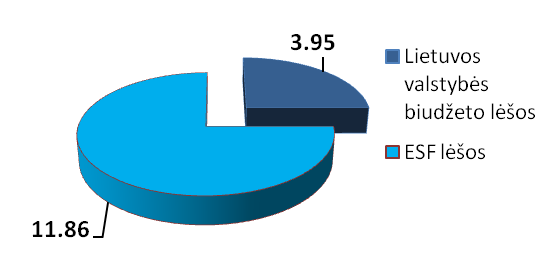 3.95
Lietuvos
valstybės
biudžeto lėšos
ESF lėšos
11.86